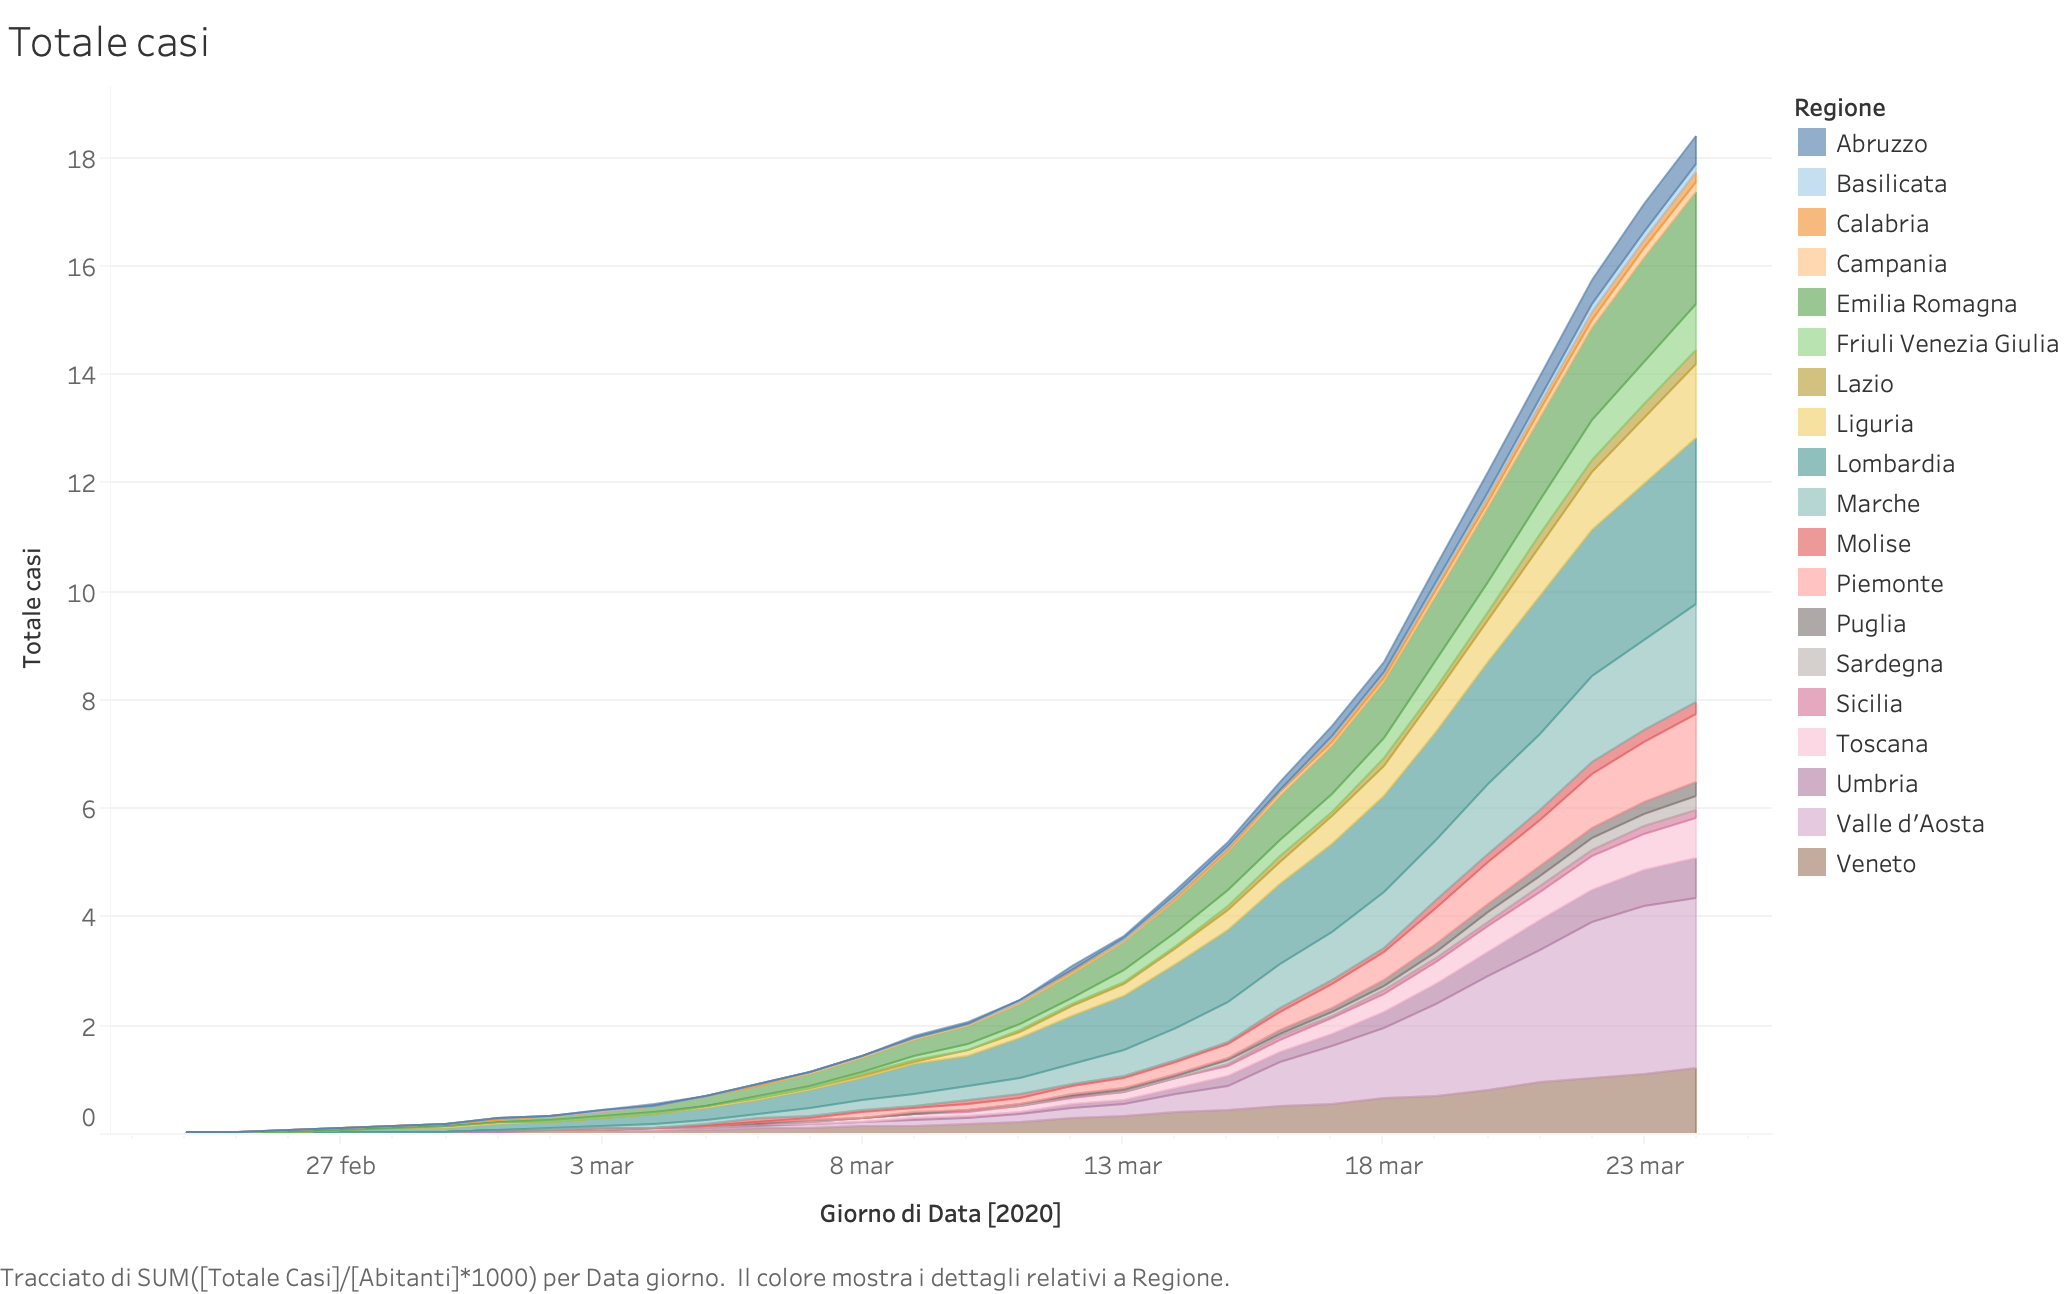 Totale casi
Regione
Abruzzo
Basilicata
Calabria
Campania
Emilia Romagna
Friuli Venezia Giulia
Lazio
Liguria
Lombardia
Marche
Molise
Piemonte
Puglia
Sardegna
Sicilia
Toscana
Umbria
Valle d’Aosta
Veneto
18
16
14
12
10
8
6
4
2
0
Totale casi
27 feb
3 mar
8 mar
13 mar
18 mar
23 mar
Giorno di Data [2020]
Tracciato di SUM([Totale Casi]/[Abitanti]*1000) per Data giorno.  Il colore mostra i dettagli relativi a Regione.